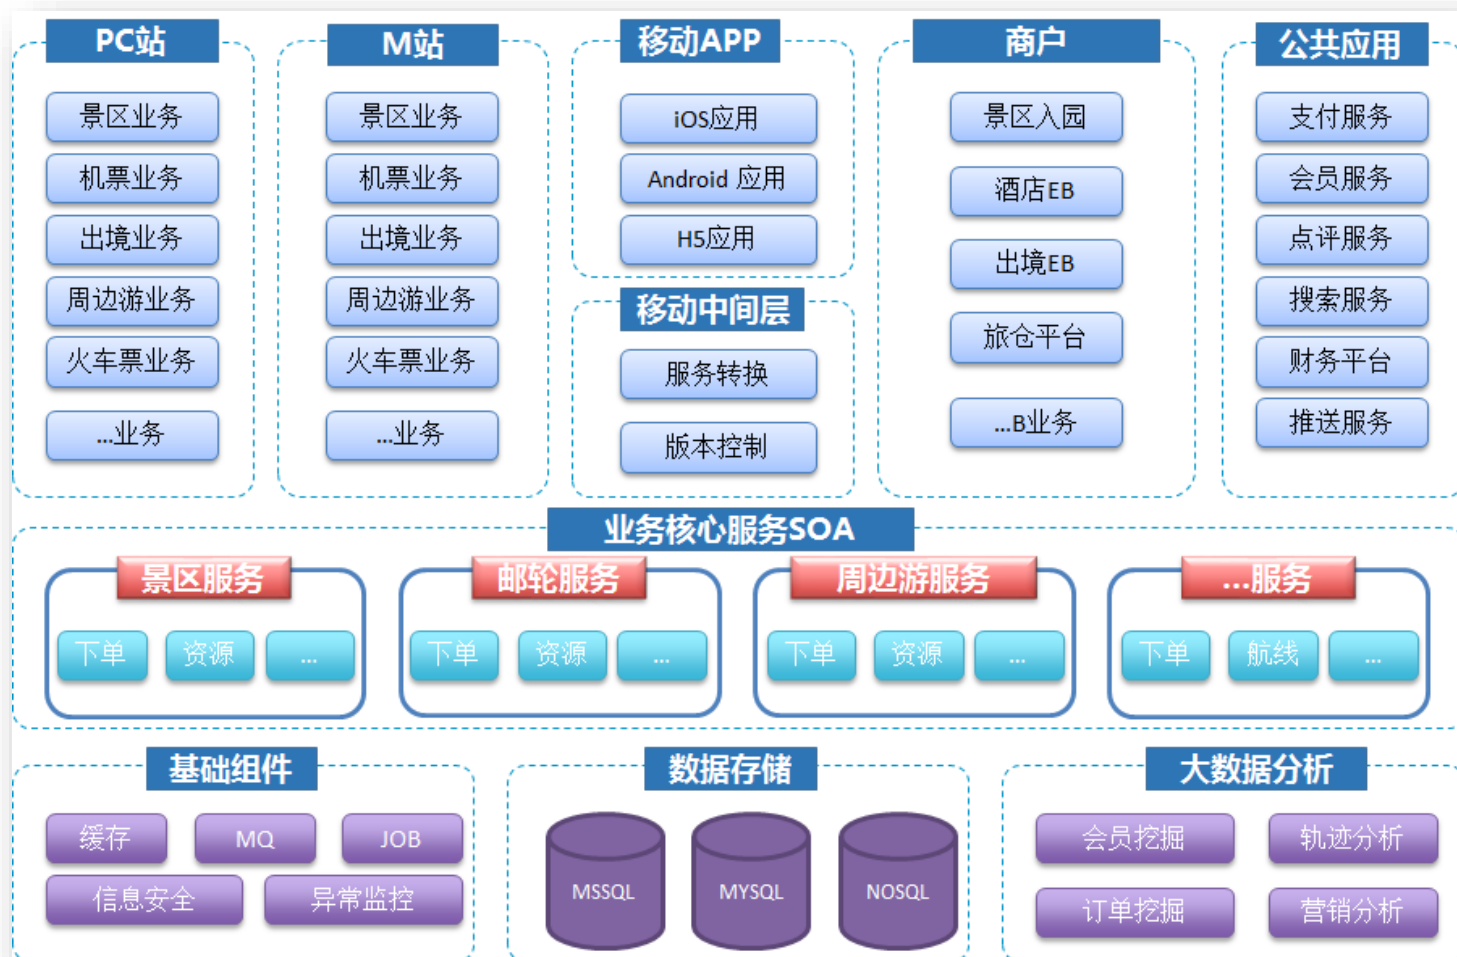 PC站
景区业务
机票业务
出境业务
周边游业务
火车票业务
...业务
M站
景区业务
机票业务
出境业务
周边游业务
火车票业务
...业务
移动APP
iOS应用
Android 应用
H5应用
移动中间层
服务转换
版本控制
商户
景区入园
酒店EB
出境EB
旅仓平台
...B业务
公共应用
支付服务
会员服务
点评服务
搜索服务
财务平台
推送服务
业务核心服务SOA
景区服务
下单
资源
...
邮轮服务
下单
资源
...
周边游服务
下单
资源
...
...服务
下单
航线
...
基础组件
缓存
MQ
JOB
信息安全
异常监控
数据存储
MSSQL
MYSQL
NOSQL
大数据分析
会员挖掘
轨迹分析
订单挖掘
营销分析